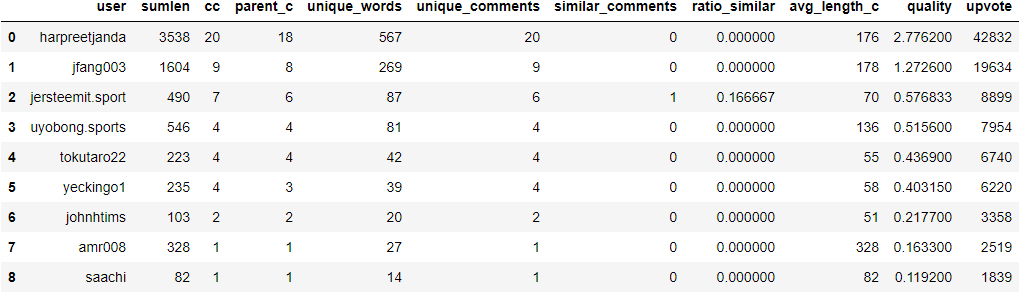 user sumlen cc parent_c unique_words unique_comments similar_comments ratio_similar avg_length_c quality upvote
0 harpreetjanda 3538 20 18 567 20 0 0.000000 176 2.776200 42832
1 jfang003 1604 9 8 269 9 0 0.000000 178 1.272600 19634
2 jersteemit.sport 490 7 6 87 6 1 0.166667 70 0.576833 8899
3 uyobong.sports 546 4 4 81 4 0 0.000000 136 0.515600 7954
4 tokutaro22 223 4 4 42 4 0 0.000000 55 0.436900 6740
5 yeckingo1 235 4 3 39 4 0 0.000000 58 0.403150 6220
6 johnhtims 103 2 2 20 2 0 0.000000 51 0.217700 3358
7 amr008 328 1 1 27 1 0 0.000000 328 0.163300 2519
8 saachi 82 1 1 14 1 0 0.000000 82 0.119200 1839